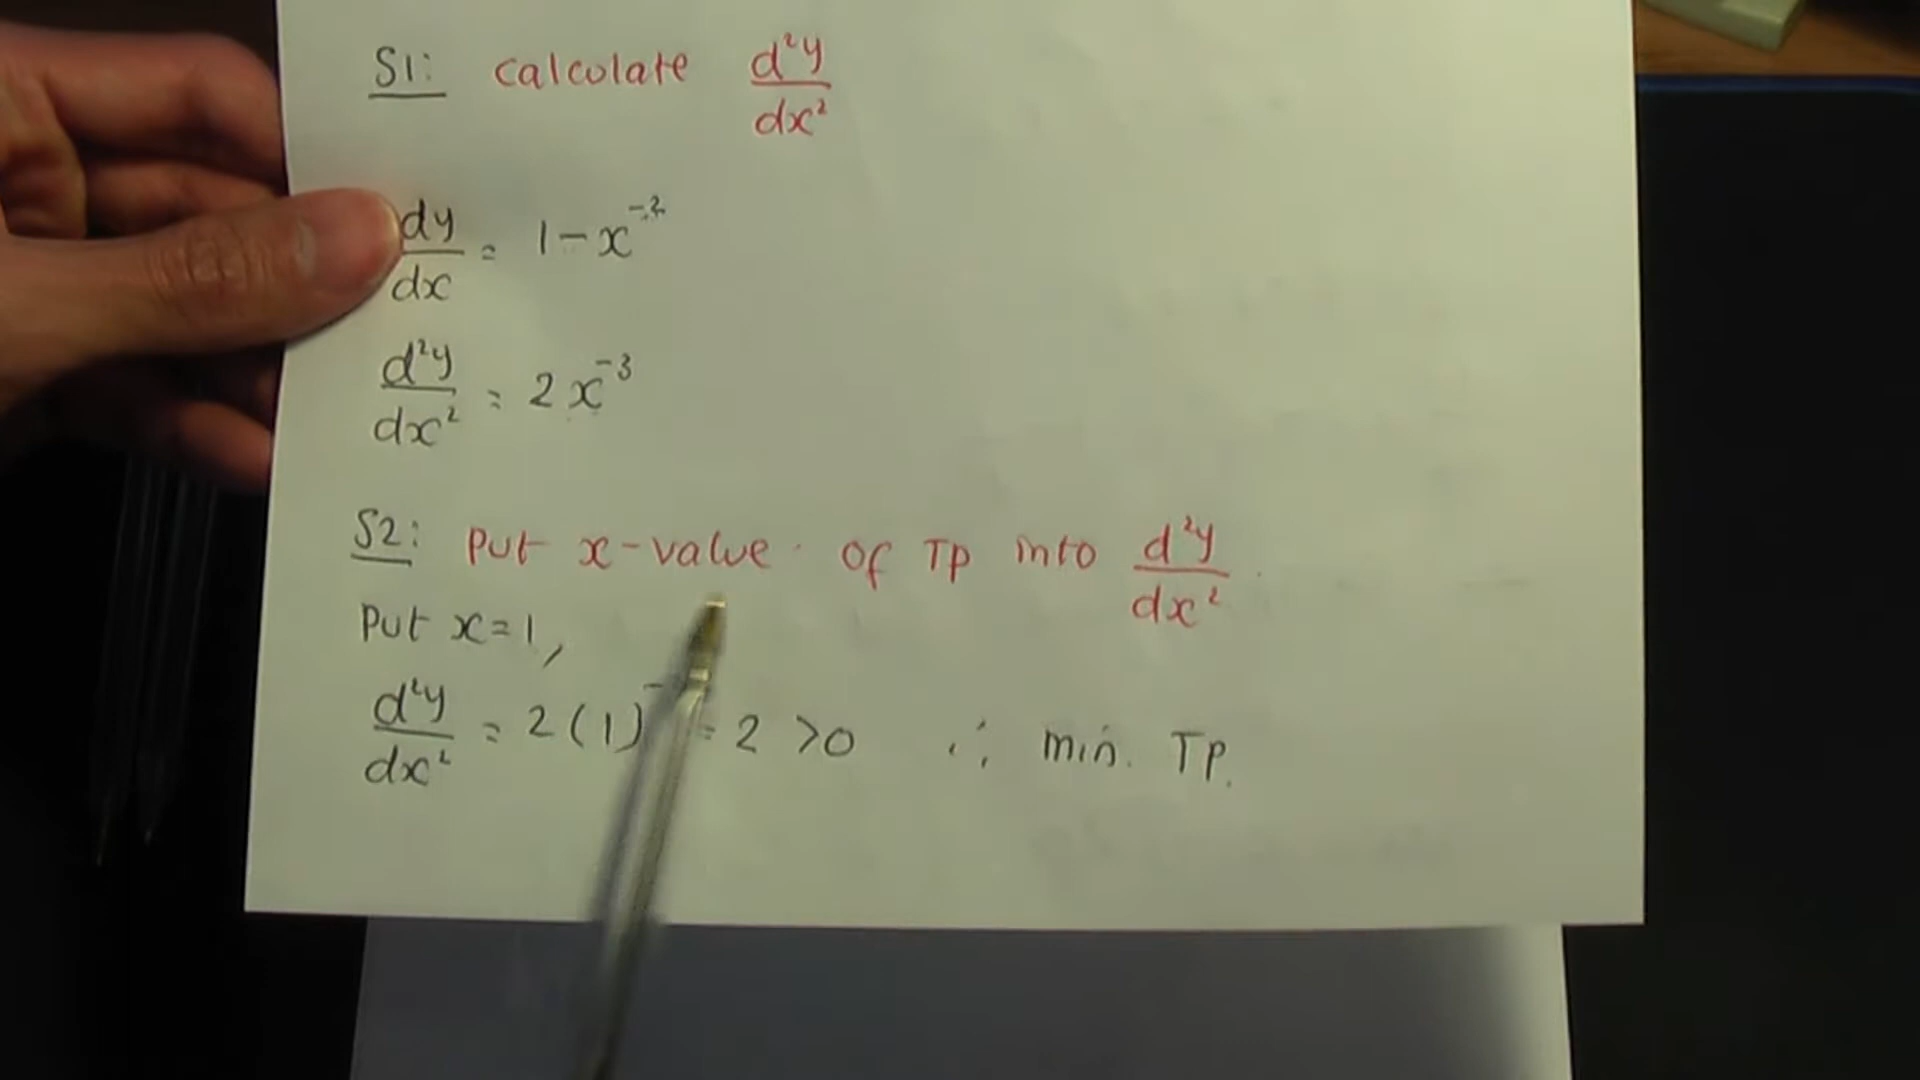 S1: calculate d²y/dx²
dy/dx = 1 - x⁻²
d²y/dx² = 2x⁻³
S2: Put x-value of TP into d²y/dx²
Put x=1,
d²y/dx² = 2(1)⁻ = 2 >0 ∴ min. TP.